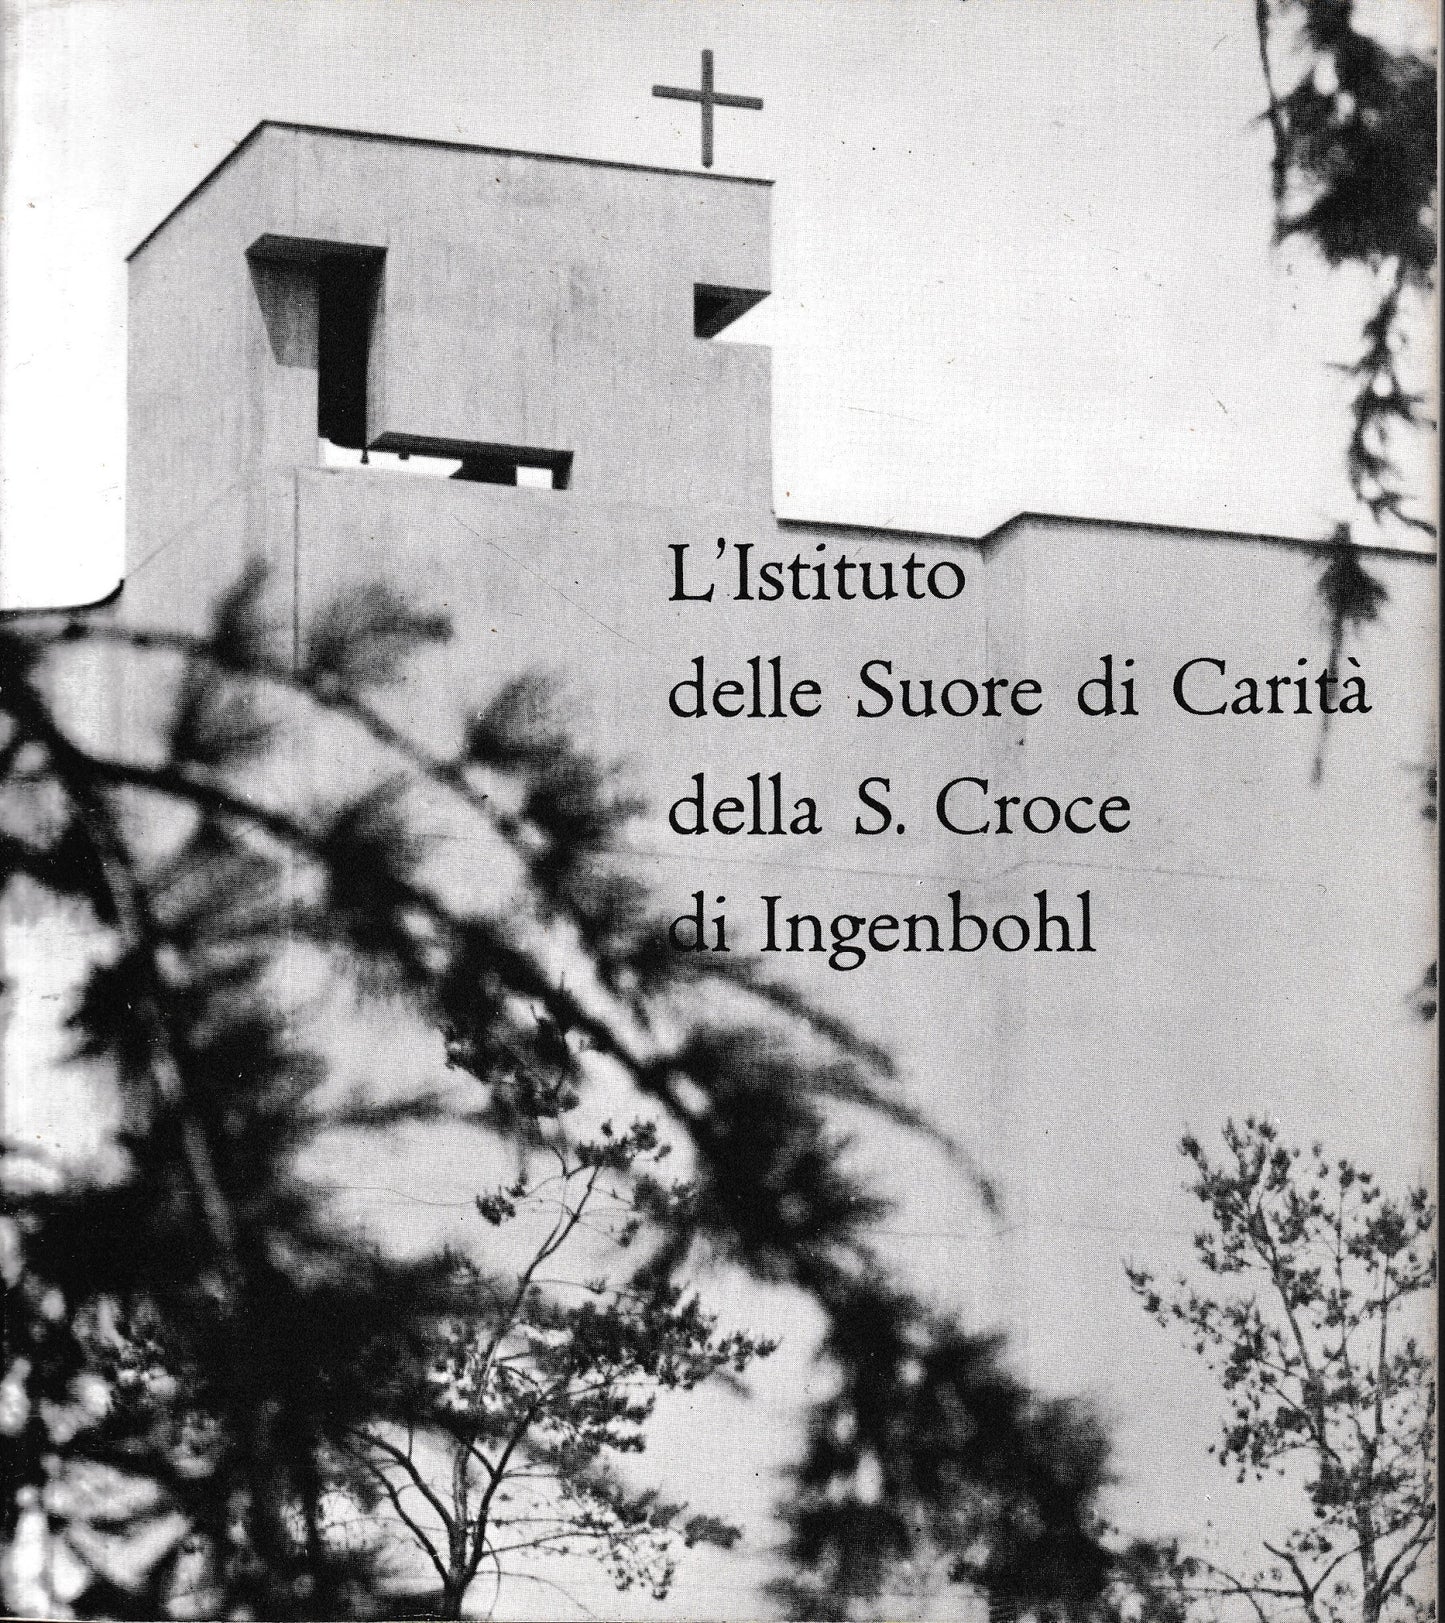 L'Istituto
delle Suore di Carità
della S. Croce
di Ingenbohl